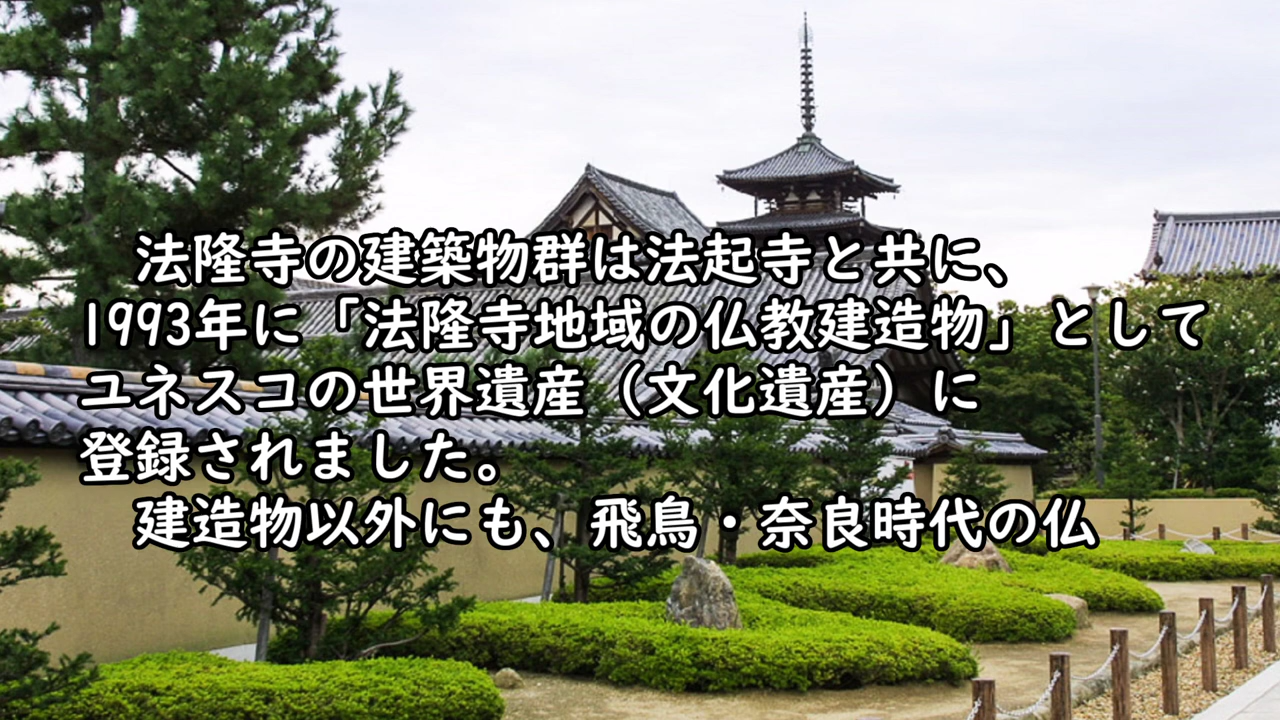 法隆寺の建築物群は法起寺と共に、
1993年に「法隆寺地域の仏教建造物」として
ユネスコの世界遺産（文化遺産）に
登録されました。
建造物以外にも、飛鳥・奈良時代の仏